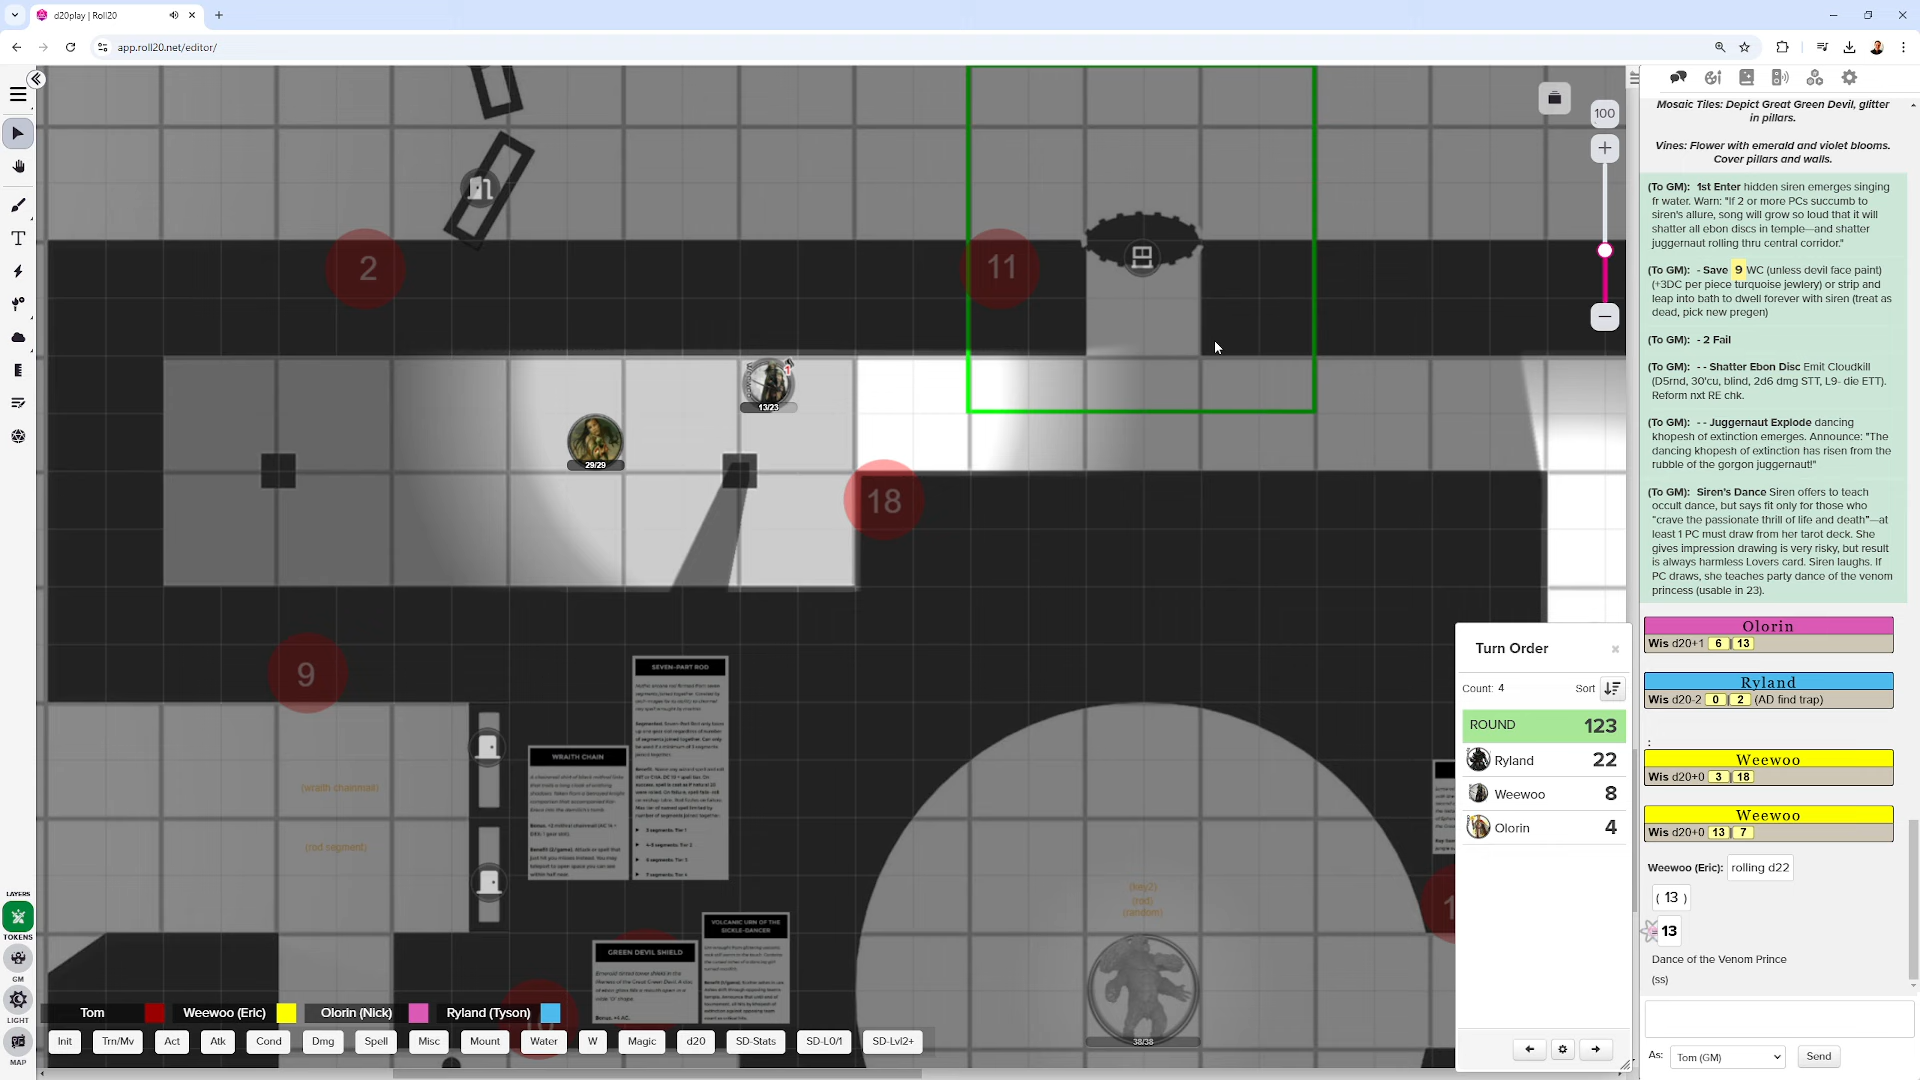 d20play | Roll20
app.roll20.net/editor/
100
2
11
18
9
13/23
29/29
38/38
(wraith chainmail)
(rod segment)
SEVEN-PART ROD
WRAITH CHAIN
GREEN DEVIL SHIELD
VOLCANIC URN OF THE
SICKLE-DANCER
(key2)
(rod)
(random)
LAYERS
TOKENS
GM
LIGHT
MAP
Tom
Weewoo (Eric)
Olorin (Nick)
Ryland (Tyson)
Init
Trn/Mv
Act
Atk
Cond
Dmg
Spell
Misc
Mount
Water
W
Magic
d20
SD-Stats
SD-L0/1
SD-Lvl2+
Turn Order
Count: 4
Sort
ROUND 123
Ryland 22
Weewoo 8
Olorin 4
Mosaic Tiles: Depict Great Green Devil, glitter
in pillars.
Vines: Flower with emerald and violet blooms.
Cover pillars and walls.
(To GM): 1st Enter hidden siren emerges singing
fr water. Warn: "If 2 or more PCs succumb to
siren's allure, song will grow so loud that it will
shatter all ebon discs in temple—and shatter
juggernaut rolling thru central corridor."
(To GM): - Save 9 WC (unless devil face paint)
(+3DC per piece turquoise jewlery) or strip and
leap into bath to dwell forever with siren (treat as
dead, pick new pregen)
(To GM): - 2 Fail
(To GM): - - Shatter Ebon Disc Emit Cloudkill
(D5rnd, 30'cu, blind, 2d6 dmg STT, L9- die ETT).
Reform nxt RE chk.
(To GM): - - Juggernaut Explode dancing
khopesh of extinction emerges. Announce: "The
dancing khopesh of extinction has risen from the
rubble of the gorgon juggernaut!"
(To GM): Siren's Dance Siren offers to teach
occult dance, but says fit only for those who
"crave the passionate thrill of life and death"—at
least 1 PC must draw from her tarot deck. She
gives impression drawing is very risky, but result
is always harmless Lovers card. Siren laughs. If
PC draws, she teaches party dance of the venom
princess (usable in 23).
Olorin
Wis d20+1 6 13
Ryland
Wis d20-2 0 2 (AD find trap)
:
Weewoo
Wis d20+0 3 18
Weewoo
Wis d20+0 13 7
Weewoo (Eric): rolling d22
( 13 )
13
Dance of the Venom Prince
(ss)
As: Tom (GM)
Send